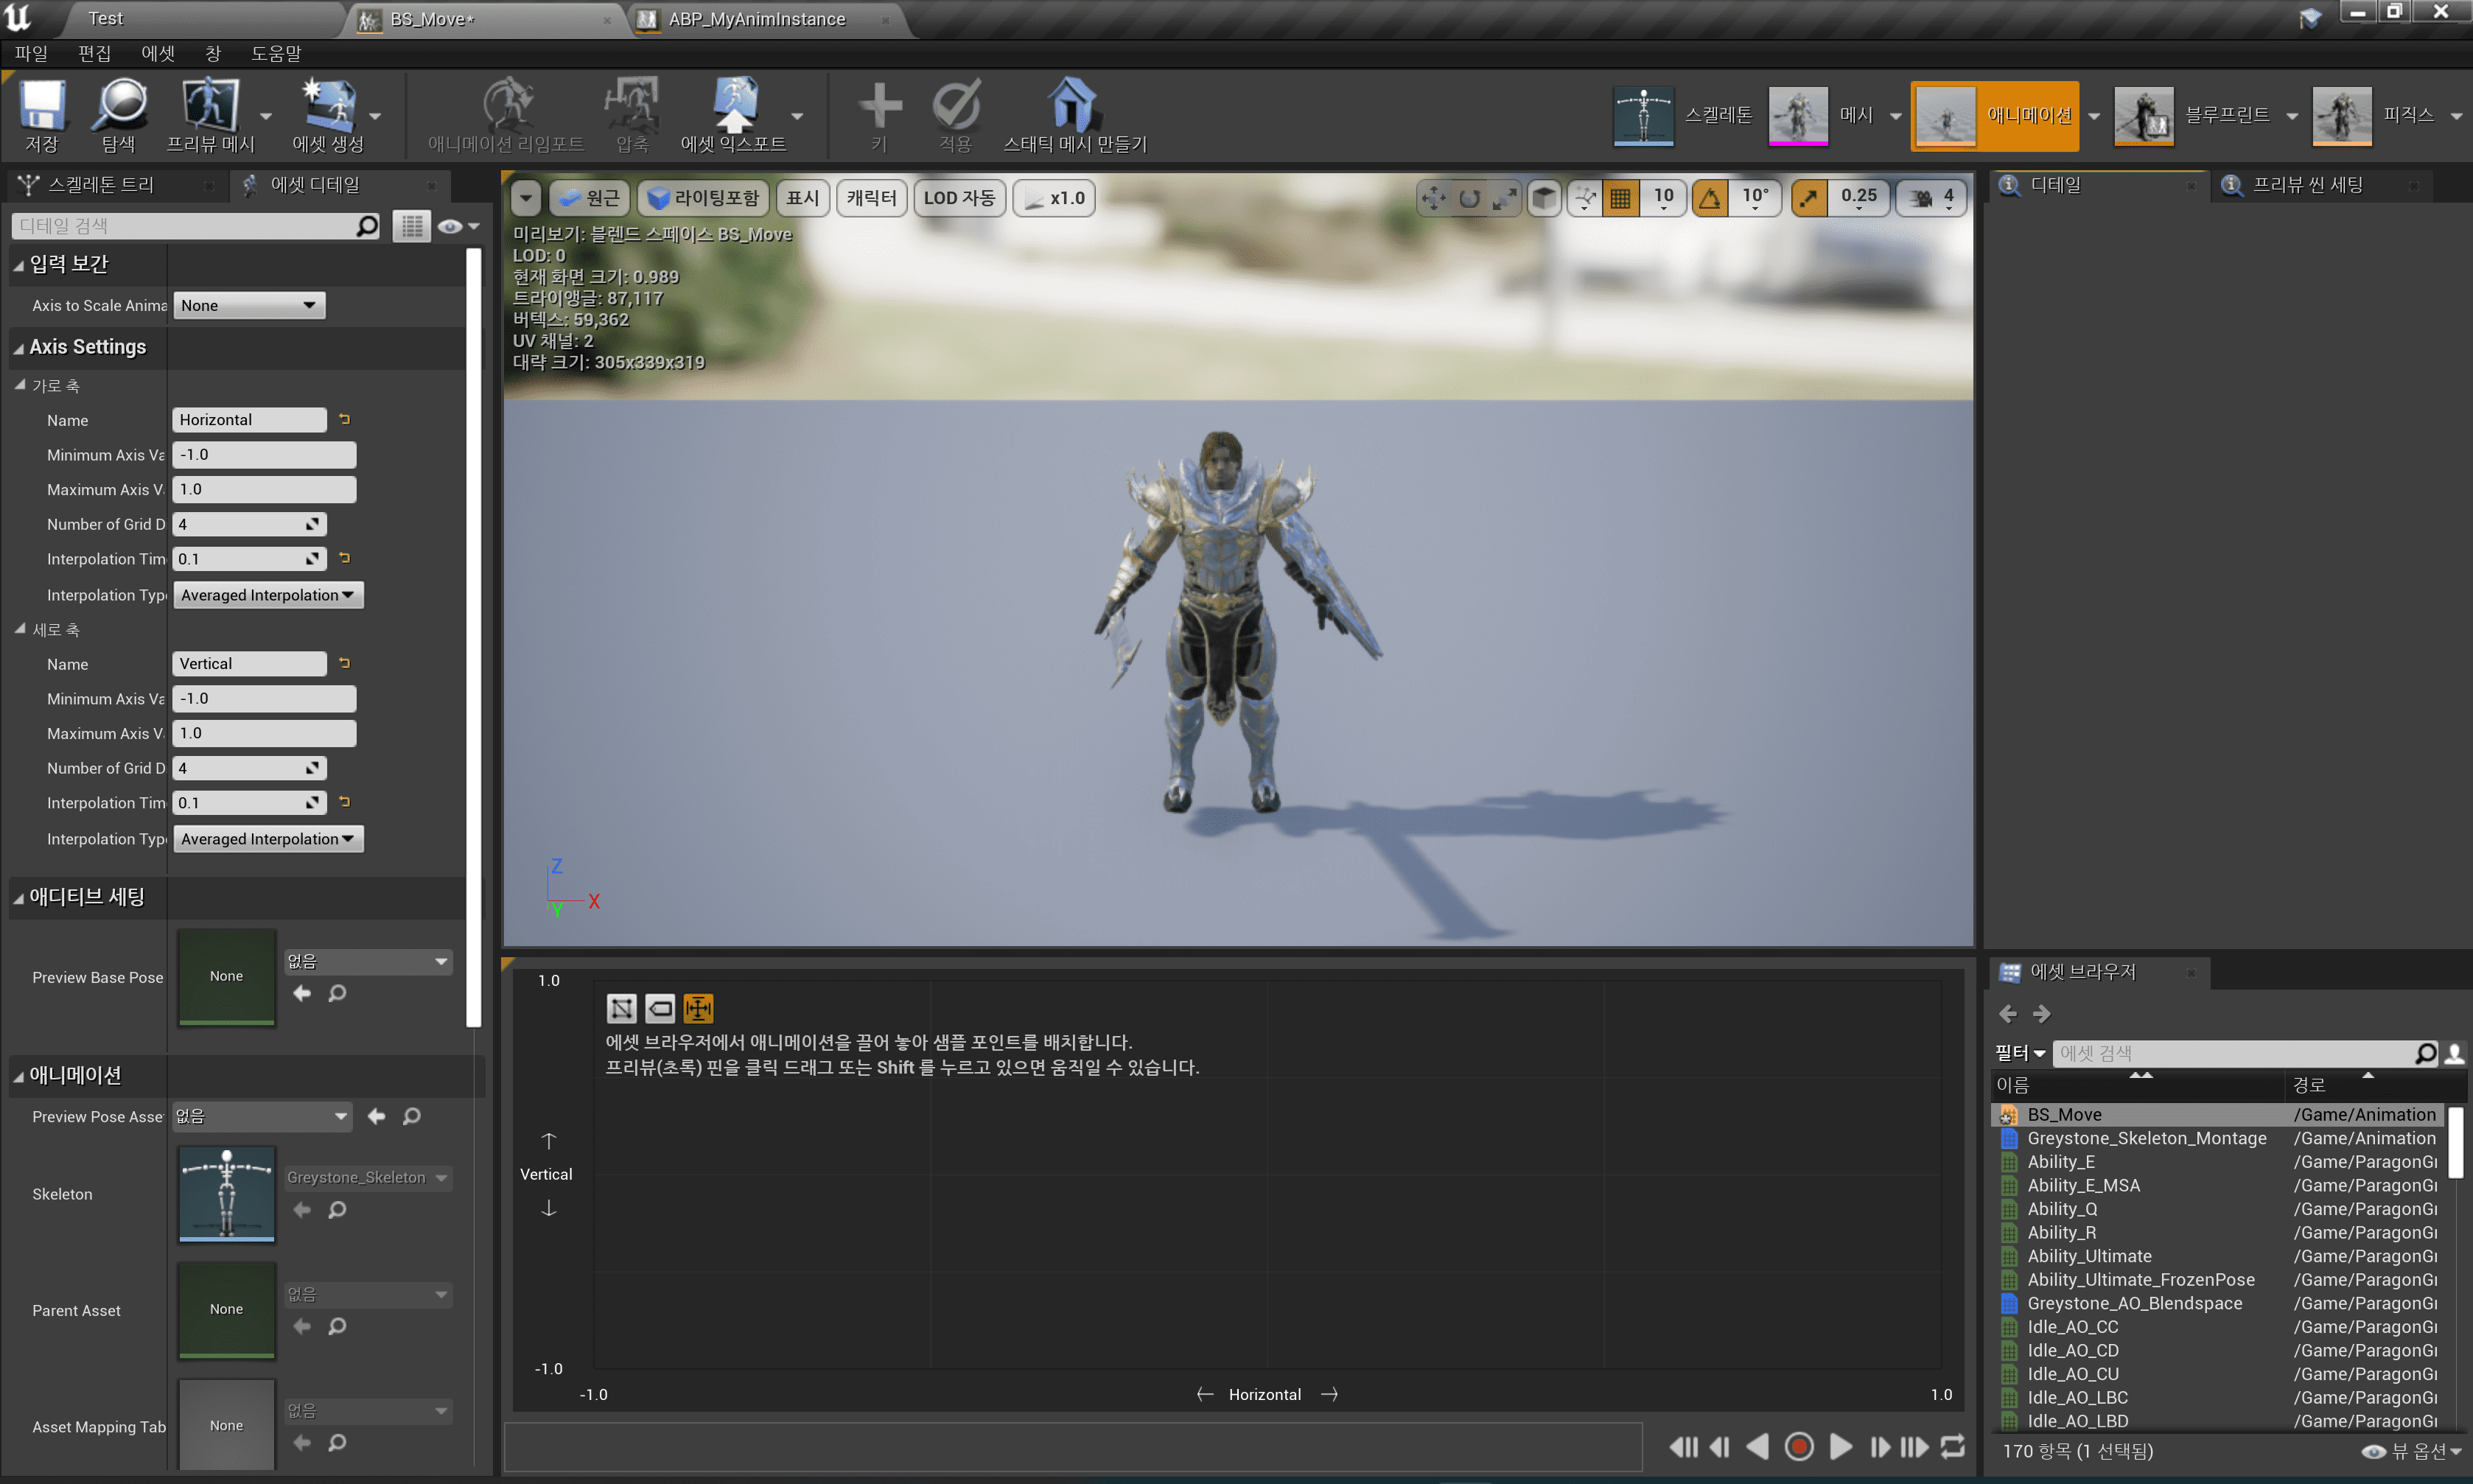 Test
BS_Move*
ABP_MyAnimInstance
파일 편집 에셋 창 도움말
저장 탐색 프리뷰 메시 에셋 생성 애니메이션 리임포트 압축 에셋 익스포트 키 적용 스태틱 메시 만들기
스켈레톤 메시 애니메이션 블루프린트 피직스
스켈레톤 트리 에셋 디테일
디테일 검색
입력 보간
Axis to Scale Anima None
Axis Settings
가로 축
Name Horizontal
Minimum Axis Va -1.0
Maximum Axis V 1.0
Number of Grid D 4
Interpolation Tim 0.1
Interpolation Typ Averaged Interpolation
세로 축
Name Vertical
Minimum Axis Va -1.0
Maximum Axis V 1.0
Number of Grid D 4
Interpolation Tim 0.1
Interpolation Typ Averaged Interpolation
애디티브 세팅
Preview Base Pose None 없음
애니메이션
Preview Pose Asse 없음
Skeleton Greystone_Skeleton
Parent Asset None 없음
Asset Mapping Tab None 없음
원근 라이팅포함 표시 캐릭터 LOD 자동 x1.0
10 10° 0.25 4
미리보기: 블렌드 스페이스 BS_Move
LOD: 0
현재 화면 크기: 0.989
트라이앵글: 87,117
버텍스: 59,362
UV 채널: 2
대략 크기: 305x339x319
Z
X
Y
1.0
에셋 브라우저에서 애니메이션을 끌어 놓아 샘플 포인트를 배치합니다.
프리뷰(초록) 핀을 클릭 드래그 또는 Shift 를 누르고 있으면 움직일 수 있습니다.
Vertical
-1.0
-1.0 Horizontal 1.0
디테일 프리뷰 씬 세팅
에셋 브라우저
필터 에셋 검색
이름 경로
BS_Move /Game/Animation
Greystone_Skeleton_Montage /Game/Animation
Ability_E /Game/ParagonGr
Ability_E_MSA /Game/ParagonGr
Ability_Q /Game/ParagonGr
Ability_R /Game/ParagonGr
Ability_Ultimate /Game/ParagonGr
Ability_Ultimate_FrozenPose /Game/ParagonGr
Greystone_AO_Blendspace /Game/ParagonGr
Idle_AO_CC /Game/ParagonGr
Idle_AO_CD /Game/ParagonGr
Idle_AO_CU /Game/ParagonGr
Idle_AO_LBC /Game/ParagonGr
Idle_AO_LBD /Game/ParagonGr
170 항목 (1 선택됨) 뷰 옵션